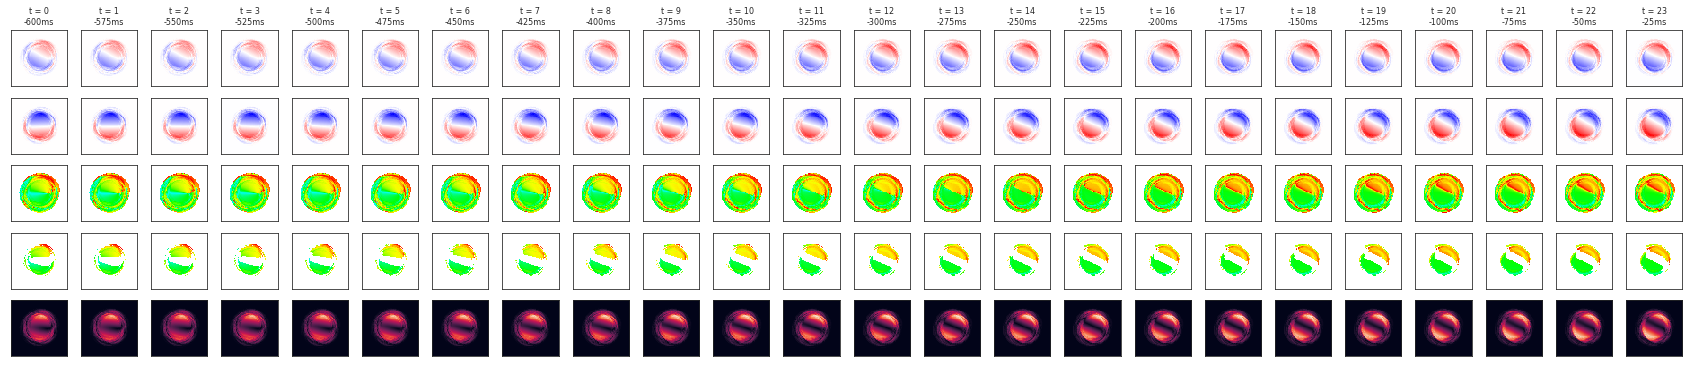 t = 0 t = 1 t = 2 t = 3 t = 4 t = 5 t = 6 t = 7 t = 8 t = 9 t = 10 t = 11 t = 12 t = 13 t = 14 t = 15 t = 16 t = 17 t = 18 t = 19 t = 20 t = 21 t = 22 t = 23
-600ms -575ms -550ms -525ms -500ms -475ms -450ms -425ms -400ms -375ms -350ms -325ms -300ms -275ms -250ms -225ms -200ms -175ms -150ms -125ms -100ms -75ms -50ms -25ms